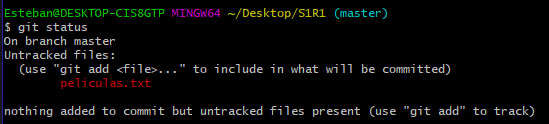 Esteban@DESKTOP-CIS8GTP MINGW64 ~/Desktop/S1R1 (master)
$ git status
On branch master
Untracked files:
  (use "git add <file>..." to include in what will be committed)
        peliculas.txt

nothing added to commit but untracked files present (use "git add" to track)